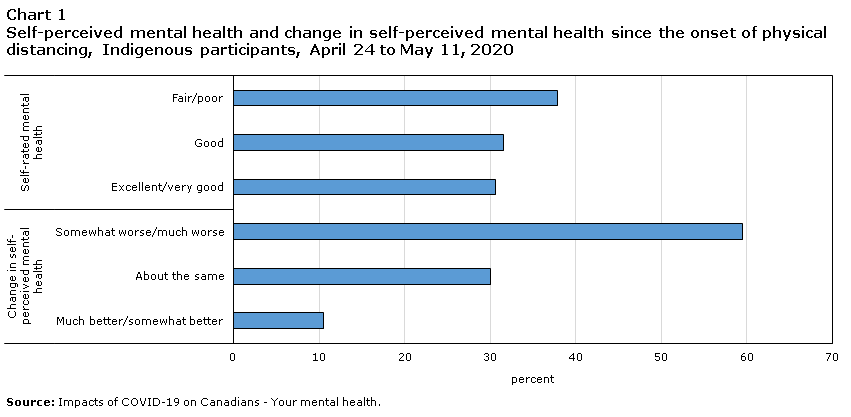 Chart 1
Self-perceived mental health and change in self-perceived mental health since the onset of physical
distancing, Indigenous participants, April 24 to May 11, 2020
Self-rated mental
health
Fair/poor
Good
Excellent/very good
Change in self-
perceived mental
health
Somewhat worse/much worse
About the same
Much better/somewhat better
0 10 20 30 40 50 60 70
percent
Source: Impacts of COVID-19 on Canadians - Your mental health.